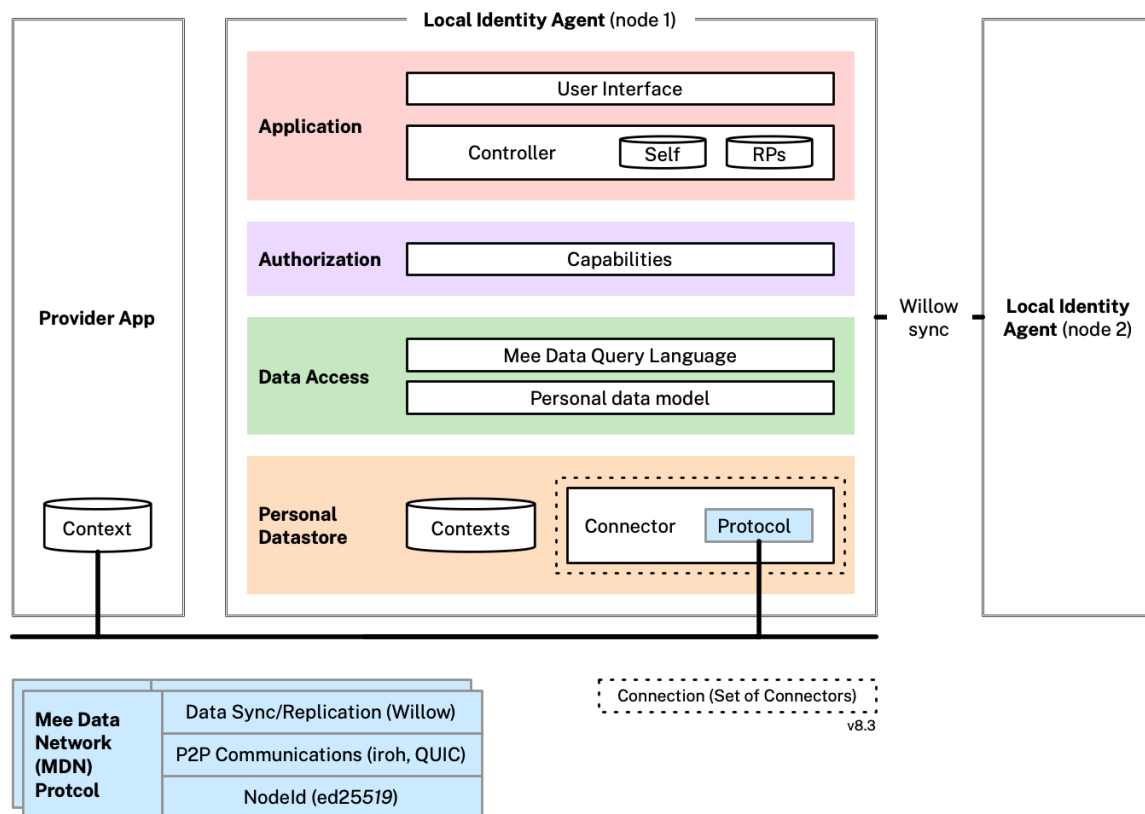 Local Identity Agent (node 1)
Application
User Interface
Controller
Self
RPs
Authorization
Capabilities
Provider App
Willow
sync
Local Identity
Agent (node 2)
Data Access
Mee Data Query Language
Personal data model
Personal
Datastore
Context
Contexts
Connector
Protocol
Connection (Set of Connectors)
v8.3
Mee Data
Network
(MDN)
Protcol
Data Sync/Replication (Willow)
P2P Communications (iroh, QUIC)
NodeId (ed25519)